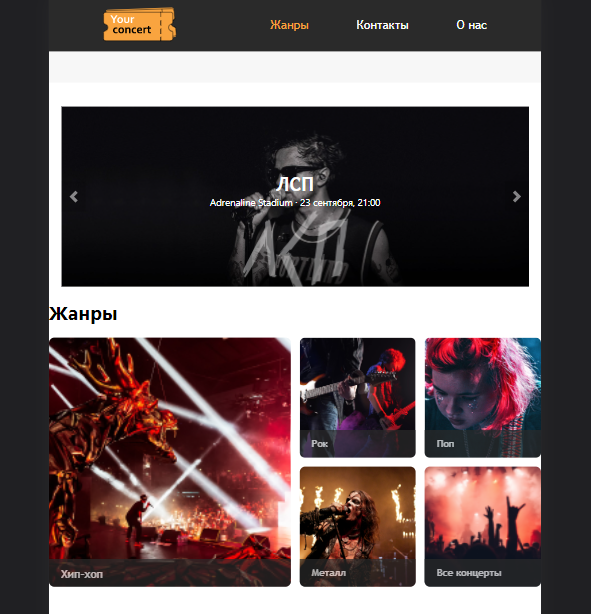 Your
concert
Жанры
Контакты
О нас
ЛСП
Adrenaline Stadium · 23 сентября, 21:00
Жанры
Рок
Поп
Хип-хоп
Металл
Все концерты